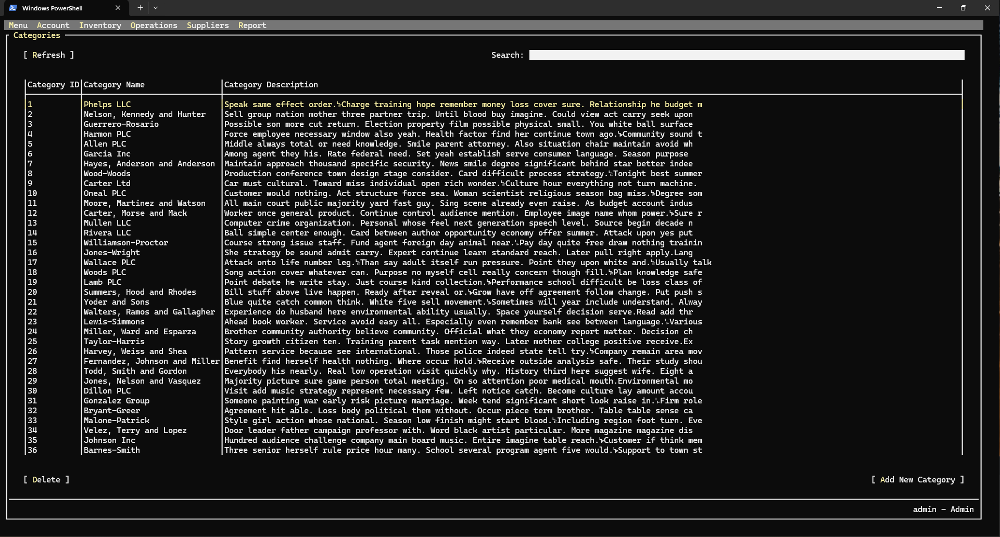 Windows PowerShell
Menu Account Inventory Operations Suppliers Report
Categories
[ Refresh ] Search:
Category ID Category Name Category Description
1 Phelps LLC Speak same effect order.␊Charge training hope remember money loss cover sure. Relationship he budget m
2 Nelson, Kennedy and Hunter Sell group nation mother three partner trip. Until blood buy imagine. Could view act carry seek upon
3 Guerrero-Rosario Possible son more cut return. Election property film possible physical small. You white ball surface
4 Harmon PLC Force employee necessary window also yeah. Health factor find her continue town ago.␊Community sound t
5 Allen PLC Middle always total or need knowledge. Smile parent attorney. Also situation chair maintain avoid wh
6 Garcia Inc Among agent they his. Rate federal need. Set yeah establish serve consumer language. Season purpose
7 Hayes, Anderson and Anderson Maintain approach thousand specific security. News smile degree significant behind star better indee
8 Wood-Woods Production conference town design stage consider. Card difficult process strategy.␊Tonight best summer
9 Carter Ltd Car must cultural. Toward miss individual open rich wonder.␊Culture hour everything not turn machine.
10 Oneal PLC Customer would nothing. Act structure force sea. Woman scientist religious season bag miss.␊Degree som
11 Moore, Martinez and Watson All main court public majority yard fast guy. Sing scene already even raise. As budget account indus
12 Carter, Morse and Mack Worker once general product. Continue control audience mention. Employee image name whom power.␊Sure r
13 Mullen LLC Computer crime organization. Personal whose feel next generation speech level. Source begin decade n
14 Rivera LLC Ball simple center enough. Card between author opportunity economy offer summer. Attack upon yes put
15 Williamson-Proctor Course strong issue staff. Fund agent foreign day animal near.␊Pay day quite free draw nothing trainin
16 Jones-Wright She strategy be sound admit carry. Expert continue learn standard reach. Later pull right apply.Lang
17 Wallace PLC Attack onto life number leg.␊Than say adult itself run pressure. Point they upon white and.␊Usually talk
18 Woods PLC Song action cover whatever can. Purpose no myself cell really concern though fill.␊Plan knowledge safe
19 Lamb PLC Point debate he write stay. Just course kind collection.␊Performance school difficult be loss class of
20 Summers, Hood and Rhodes Bill stuff above live happen. Ready after reveal or.␊Grow have off agreement follow change. Put push s
21 Yoder and Sons Blue quite catch common think. White five sell movement.␊Sometimes will year include understand. Alway
22 Walters, Ramos and Gallagher Experience do husband here environmental ability usually. Space yourself decision serve.Read add thr
23 Lewis-Simmons Ahead book worker. Service avoid easy all. Especially even remember bank see between language.␊Various
24 Miller, Ward and Esparza Brother community authority believe community. Official what they economy report matter. Decision ch
25 Taylor-Harris Story growth citizen ten. Training parent task mention way. Later mother college positive receive.Ex
26 Harvey, Weiss and Shea Pattern service because see international. Those police indeed state tell try.␊Company remain area mov
27 Fernandez, Johnson and Miller Benefit find herself health nothing. Where occur hold.␊Receive outside analysis safe. Their study shou
28 Todd, Smith and Gordon Everybody his nearly. Real low operation visit quickly why. History third here suggest wife. Eight a
29 Jones, Nelson and Vasquez Majority picture sure game person total meeting. On so attention poor medical mouth.Environmental mo
30 Dillon PLC Visit add music strategy represent necessary few. Left notice catch. Become culture lay amount accou
31 Gonzalez Group Someone painting war early risk picture marriage. Week tend significant short look raise in.␊Firm role
32 Bryant-Greer Agreement hit able. Loss body political them without. Occur piece term brother. Table table sense ca
33 Malone-Patrick Style girl action whose national. Season low finish might start blood.␊Including region foot turn. Eve
34 Velez, Terry and Lopez Door leader father campaign professor with. Word black artist particular. More magazine magazine dis
35 Johnson Inc Hundred audience challenge company main board music. Entire imagine table reach.␊Customer if think mem
36 Barnes-Smith Three senior herself rule price hour many. School several program agent five would.␊Support to town st
[ Delete ] [ Add New Category ]
admin - Admin